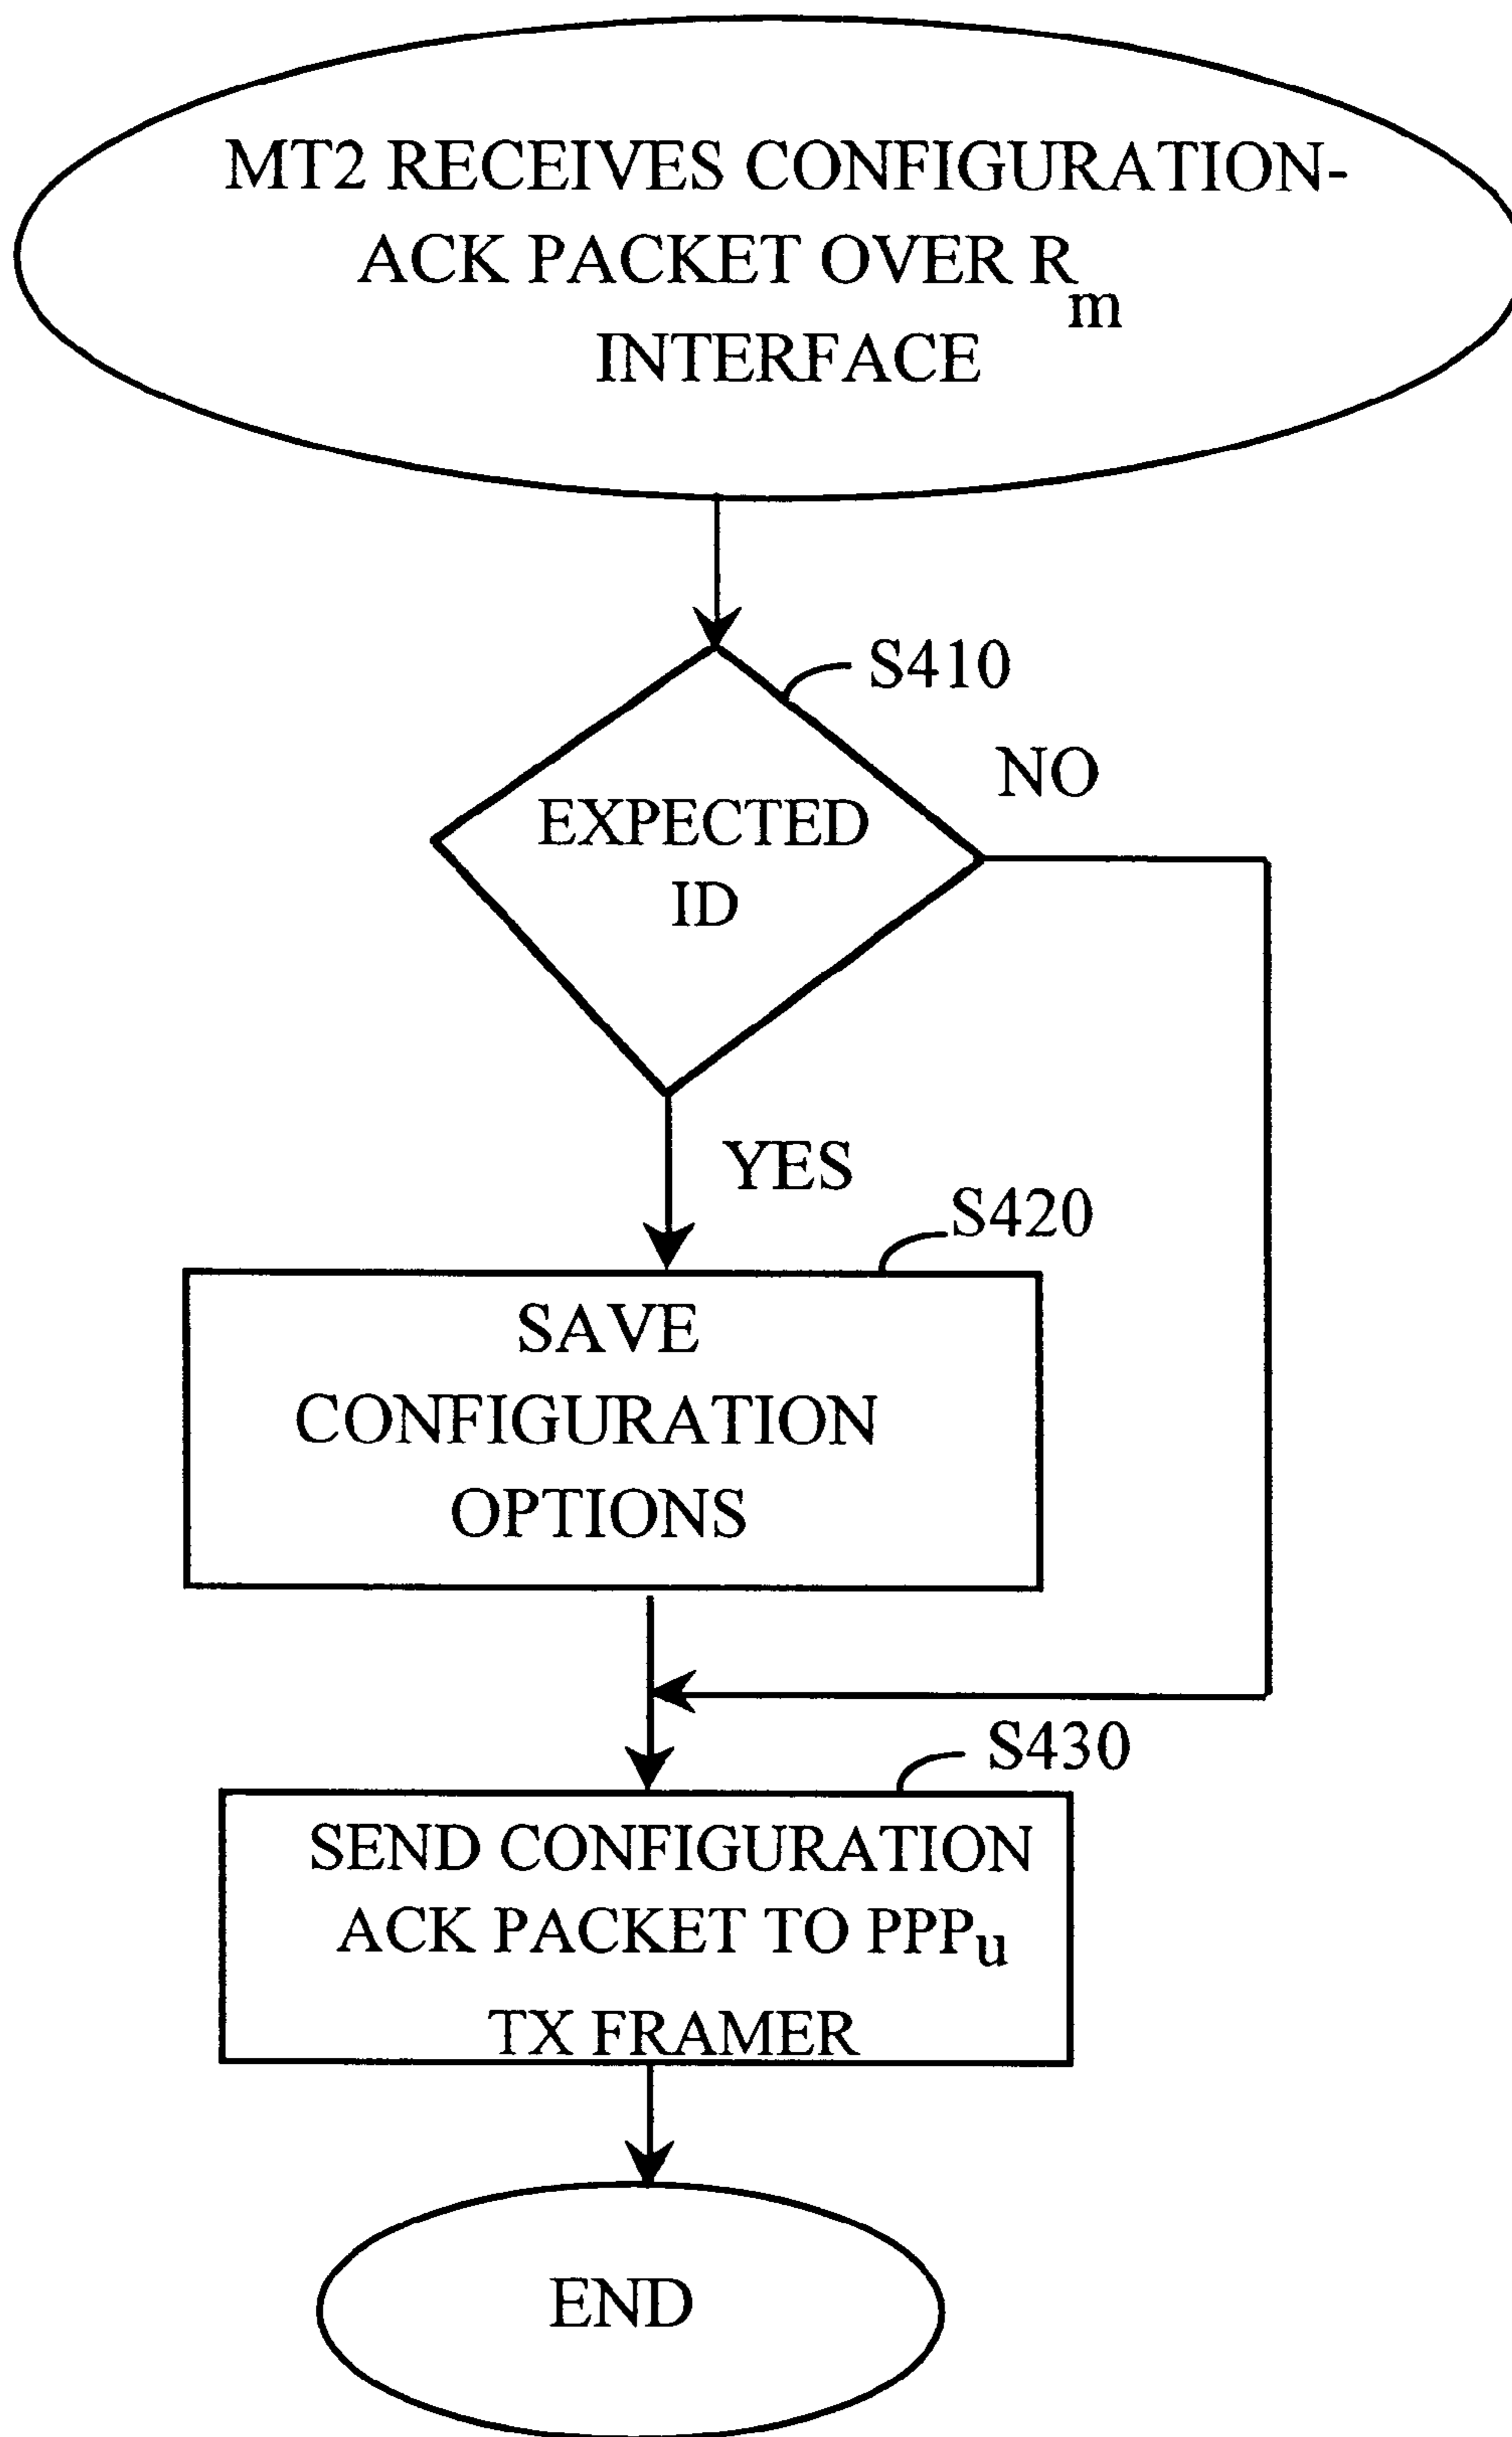 MT2 RECEIVES CONFIGURATION-
ACK PACKET OVER Rm
INTERFACE
S410
NO
EXPECTED
ID
YES
S420
SAVE
CONFIGURATION
OPTIONS
S430
SEND CONFIGURATION
ACK PACKET TO PPPu
TX FRAMER
END